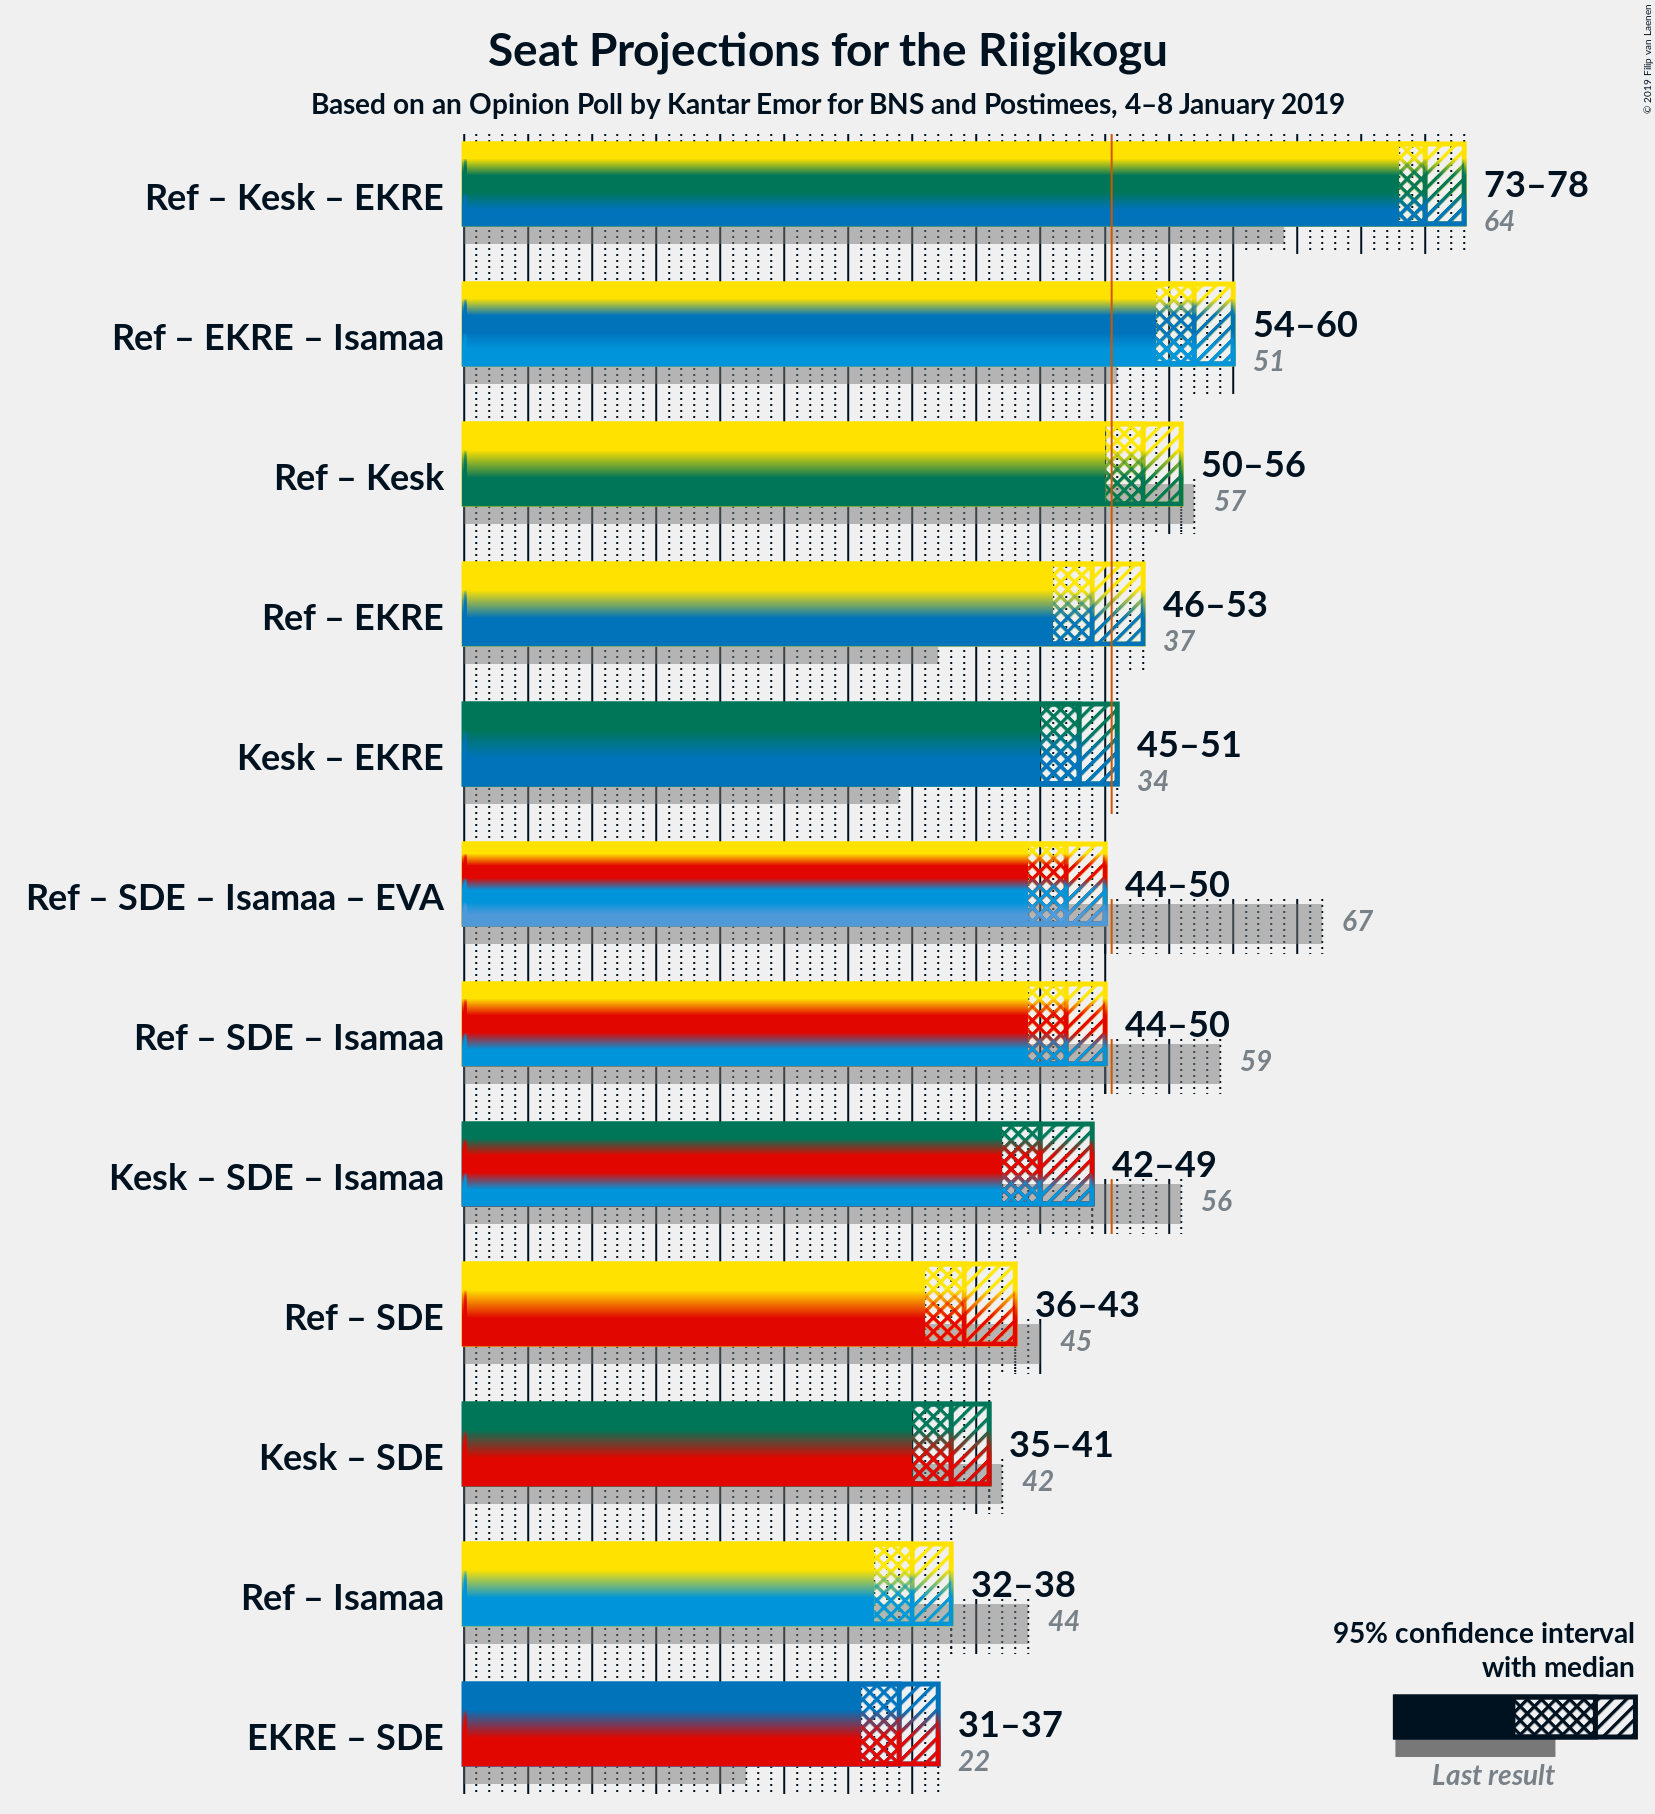 Seat Projections for the Riigikogu
Based on an Opinion Poll by Kantar Emor for BNS and Postimees, 4–8 January 2019
© 2019 Filip van Laenen
Ref – Kesk – EKRE
73–78
64
Ref – EKRE – Isamaa
54–60
51
Ref – Kesk
50–56
57
Ref – EKRE
46–53
37
Kesk – EKRE
45–51
34
Ref – SDE – Isamaa – EVA
44–50
67
Ref – SDE – Isamaa
44–50
59
Kesk – SDE – Isamaa
42–49
56
Ref – SDE
36–43
45
Kesk – SDE
35–41
42
Ref – Isamaa
32–38
44
EKRE – SDE
31–37
22
95% confidence interval
with median
Last result